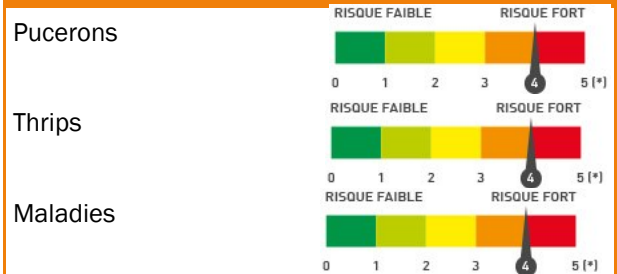 RISQUE FAIBLE RISQUE FORT
Pucerons
0 1 2 3 4 5 (*)
RISQUE FAIBLE RISQUE FORT
Thrips
0 1 2 3 4 5 (*)
RISQUE FAIBLE RISQUE FORT
Maladies
0 1 2 3 4 5 (*)